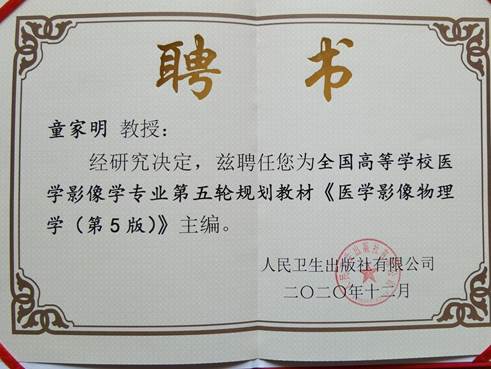 聘书
童家明 教授：
经研究决定，兹聘任您为全国高等学校医
学影像学专业第五轮规划教材《医学影像物理
学（第5版）》主编。
人民卫生出版社有限公司
二〇二〇年十二月